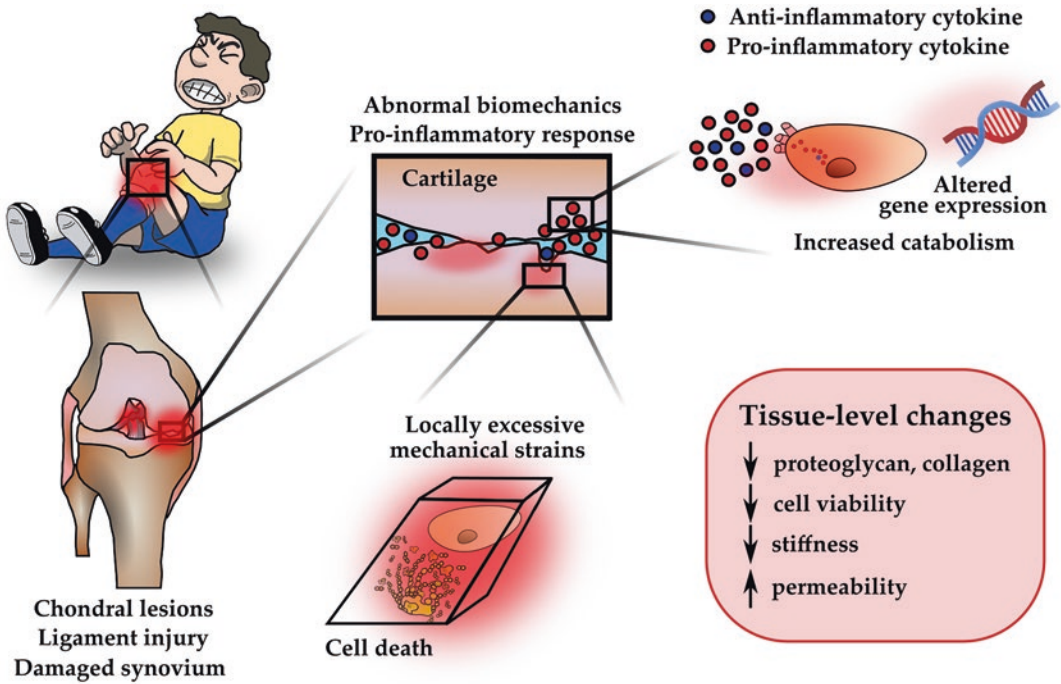 Anti-inflammatory cytokine
Pro-inflammatory cytokine
Abnormal biomechanics
Pro-inflammatory response
Cartilage
Altered
gene expression
Increased catabolism
Locally excessive
mechanical strains
Cell death
Chondral lesions
Ligament injury
Damaged synovium
Tissue-level changes
↓ proteoglycan, collagen
↓ cell viability
↓ stiffness
↑ permeability